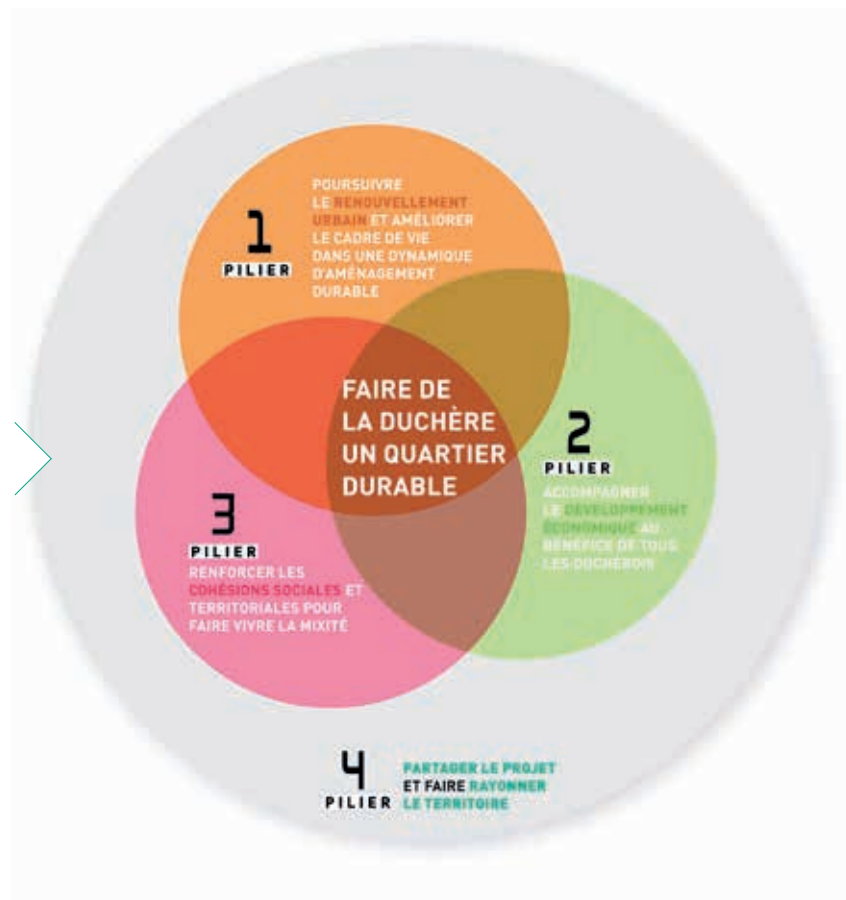 1
PILIER
POURSUIVRE
LE RENOUVELLEMENT
URBAIN ET AMÉLIORER
LE CADRE DE VIE
DANS UNE DYNAMIQUE
D'AMÉNAGEMENT
DURABLE
FAIRE DE
LA DUCHÈRE
UN QUARTIER
DURABLE
2
PILIER
ACCOMPAGNER
LE DÉVELOPPEMENT
ÉCONOMIQUE AU
BÉNÉFICE DE TOUS
LES DUCHÉROIS
3
PILIER
RENFORCER LES
COHÉSIONS SOCIALES ET
TERRITORIALES POUR
FAIRE VIVRE LA MIXITÉ
4
PILIER
PARTAGER LE PROJET
ET FAIRE RAYONNER
LE TERRITOIRE